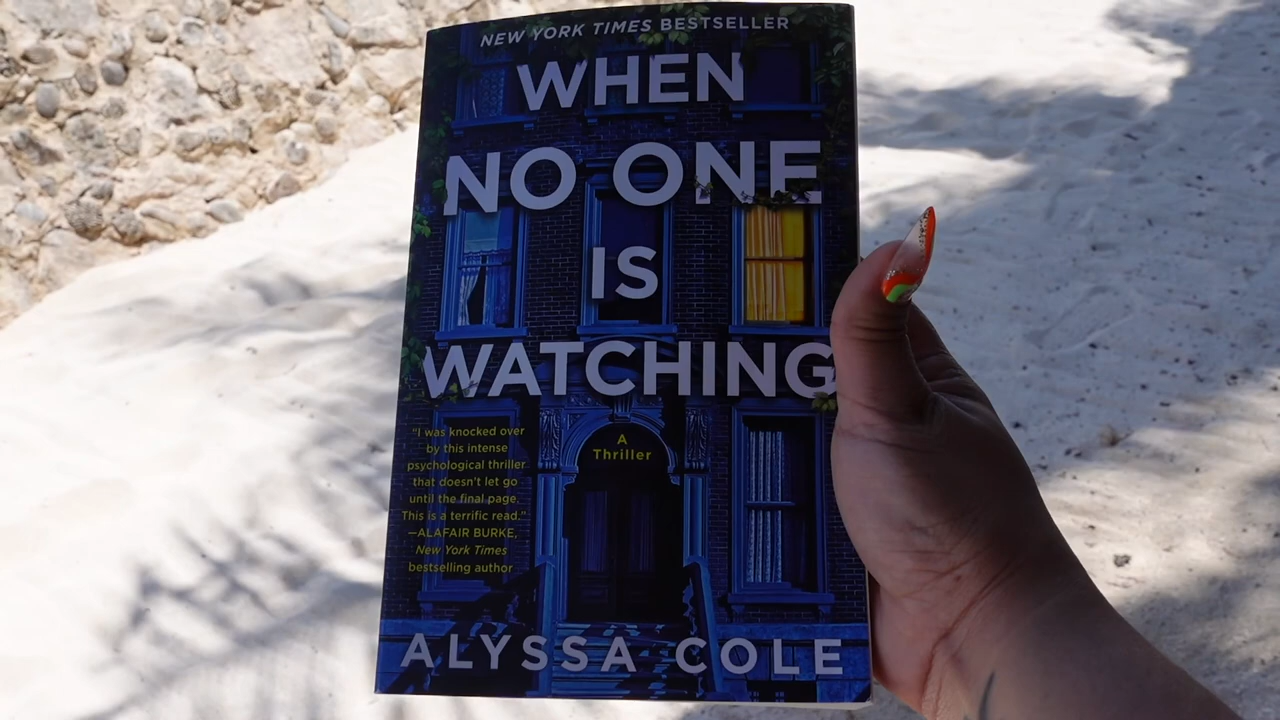 NEW YORK TIMES BESTSELLER
WHEN
NO ONE
IS
WATCHING
A
Thriller
"I was knocked over
by this intense
psychological thriller
that doesn't let go
until the final page.
This is a terrific read."
—ALAFAIR BURKE,
New York Times
bestselling author
ALYSSA COLE